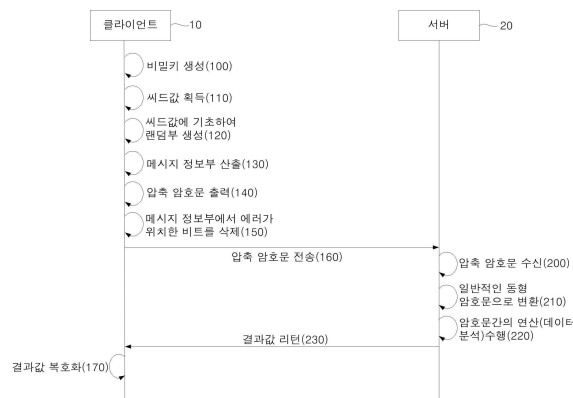 클라이언트
10
서버
20
비밀키 생성(100)
씨드값 획득(110)
씨드값에 기초하여
랜덤부 생성(120)
메시지 정보부 산출(130)
압축 암호문 출력(140)
메시지 정보부에서 에러가
위치한 비트를 삭제(150)
압축 암호문 전송(160)
압축 암호문 수신(200)
일반적인 동형
암호문으로 변환(210)
암호문간의 연산(데이터
분석)수행(220)
결과값 리턴(230)
결과값 복호화(170)